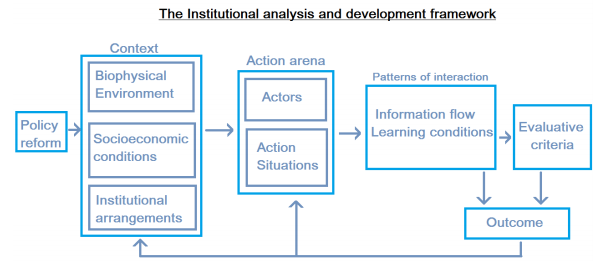 The Institutional analysis and development framework
Context
Biophysical
Environment
Socioeconomic
conditions
Institutional
arrangements
Policy
reform
Action arena
Actors
Action
Situations
Patterns of interaction
Information flow
Learning conditions
Evaluative
criteria
Outcome